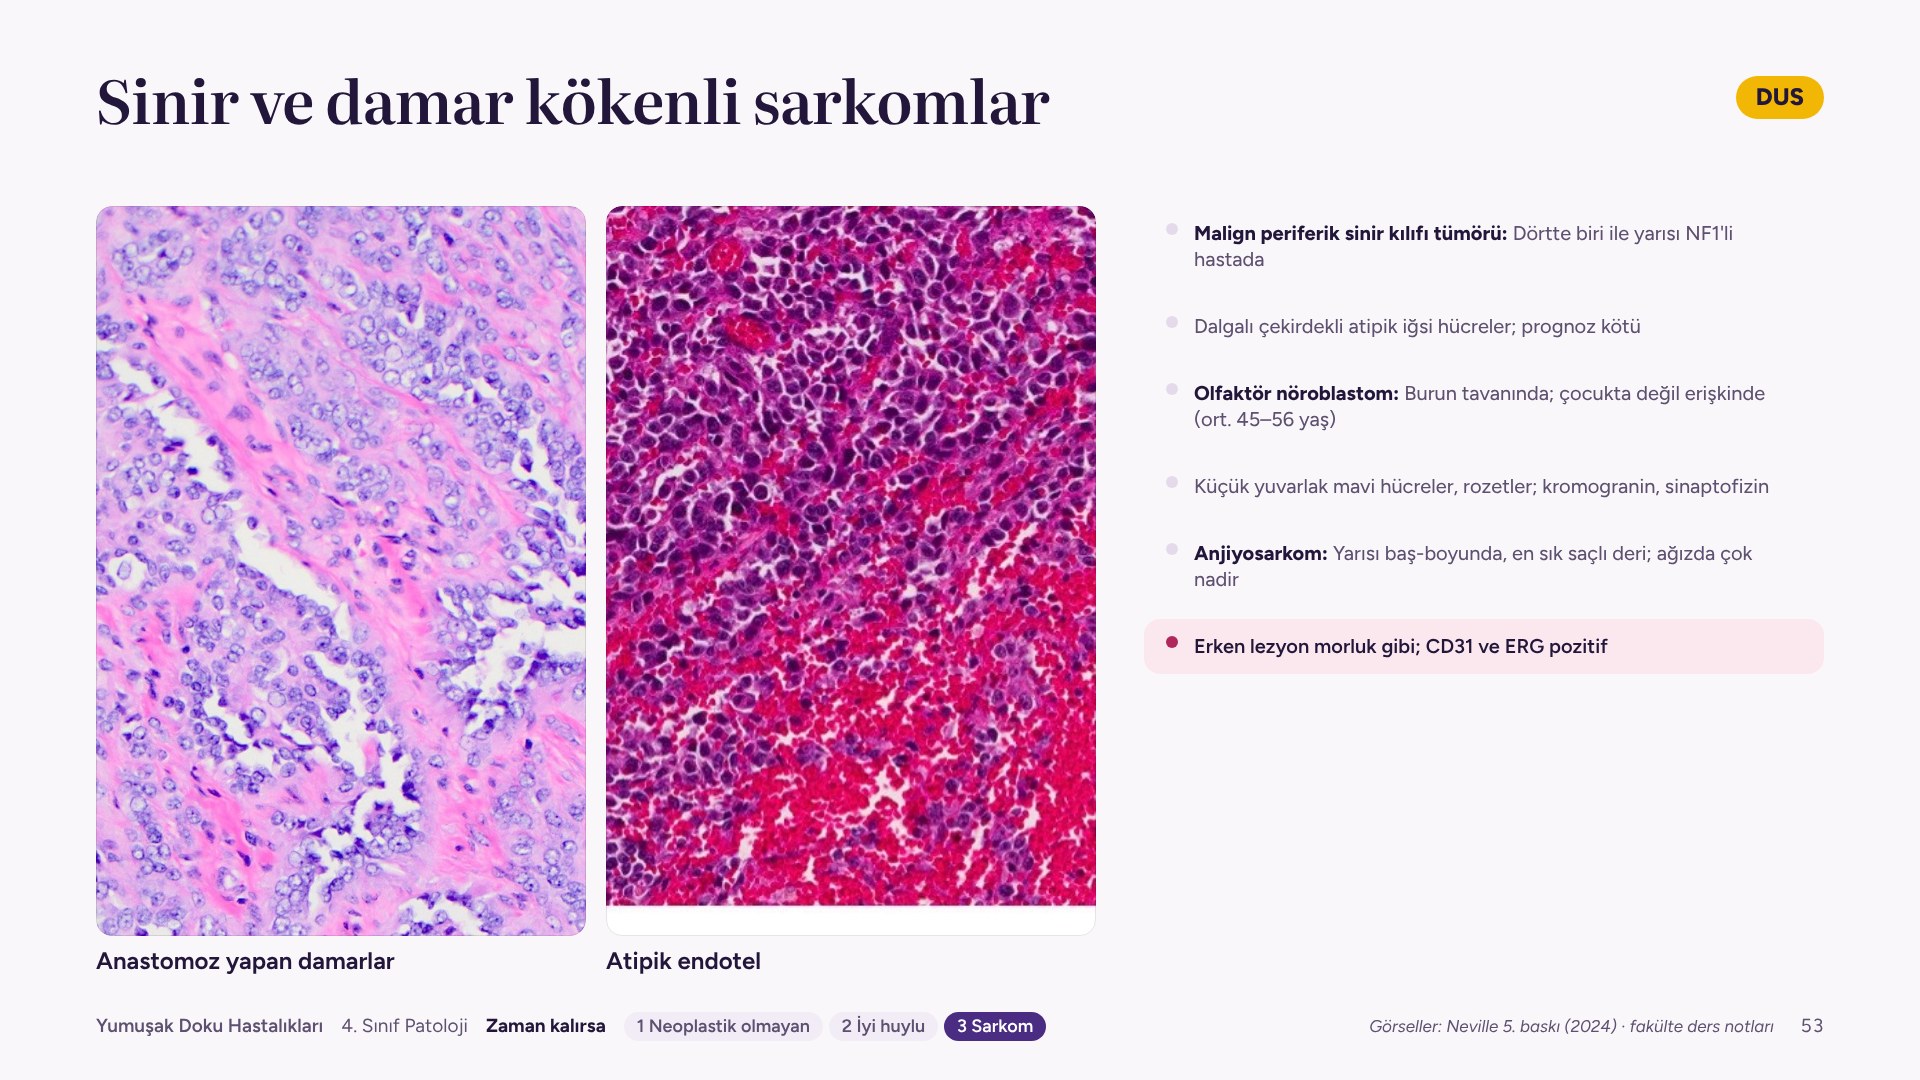 Sinir ve damar kökenli sarkomlar
DUS
Malign periferik sinir kılıfı tümörü: Dörtte biri ile yarısı NF1'li
hastada
Dalgalı çekirdekli atipik iğsi hücreler; prognoz kötü
Olfaktör nöroblastom: Burun tavanında; çocukta değil erişkinde
(ort. 45–56 yaş)
Küçük yuvarlak mavi hücreler, rozetler; kromogranin, sinaptofizin
Anjiyosarkom: Yarısı baş-boyunda, en sık saçlı deri; ağızda çok
nadir
Erken lezyon morluk gibi; CD31 ve ERG pozitif
Anastomoz yapan damarlar
Atipik endotel
Yumuşak Doku Hastalıkları 4. Sınıf Patoloji Zaman kalırsa 1 Neoplastik olmayan 2 İyi huylu 3 Sarkom
Görseller: Neville 5. baskı (2024) · fakülte ders notları 53